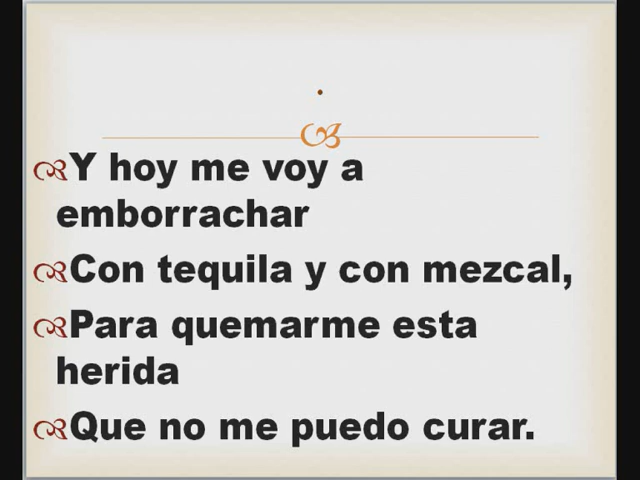 .
Y hoy me voy a
emborrachar
Con tequila y con mezcal,
Para quemarme esta
herida
Que no me puedo curar.